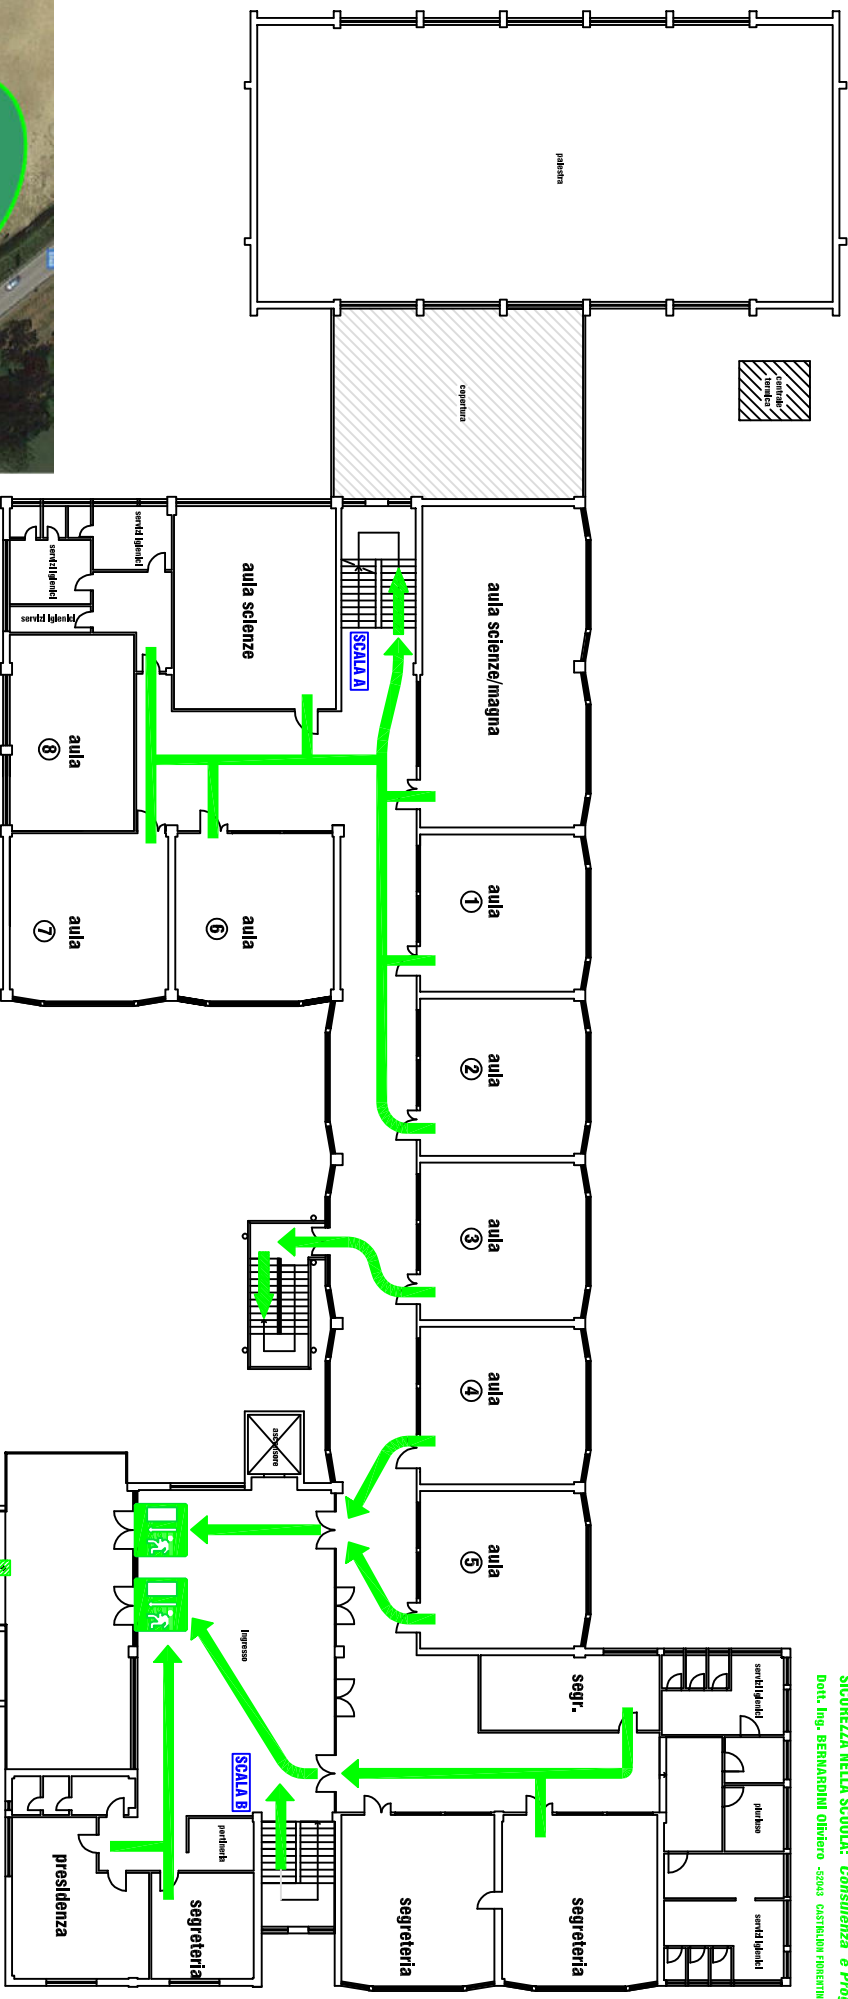 SICUREZZA NELLA SCUOLA: Consulenza e
Dott. Ing. BERNARDINI Oliviero -52043 CASTIGLION FIORENTIN
palestra
centrale
termica
copertura
servizi igienici
servizi igienici
servizi igienici
aula scienze
SCALA A
aula scienze/magna
aula
8
aula
7
aula
6
aula
1
aula
2
aula
3
aula
4
aula
5
ascensore
Ingresso
SCALA B
segr.
servizi igienici
pluriuso
servizi igienici
portineria
presidenza
segreteria
segreteria
segreteria